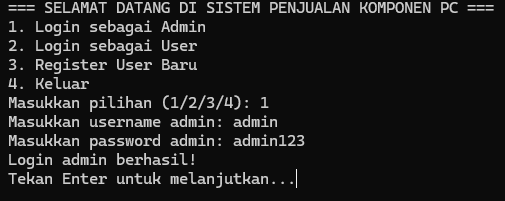 === SELAMAT DATANG DI SISTEM PENJUALAN KOMPONEN PC ===
1. Login sebagai Admin
2. Login sebagai User
3. Register User Baru
4. Keluar
Masukkan pilihan (1/2/3/4): 1
Masukkan username admin: admin
Masukkan password admin: admin123
Login admin berhasil!
Tekan Enter untuk melanjutkan...